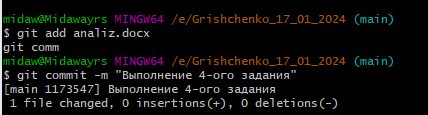 midaw@Midawayrs MINGW64 /e/Grishchenko_17_01_2024 (main)
$ git add analiz.docx
git comm
midaw@Midawayrs MINGW64 /e/Grishchenko_17_01_2024 (main)
$ git commit -m "Выполнение 4-ого задания"
[main 1173547] Выполнение 4-ого задания
 1 file changed, 0 insertions(+), 0 deletions(-)